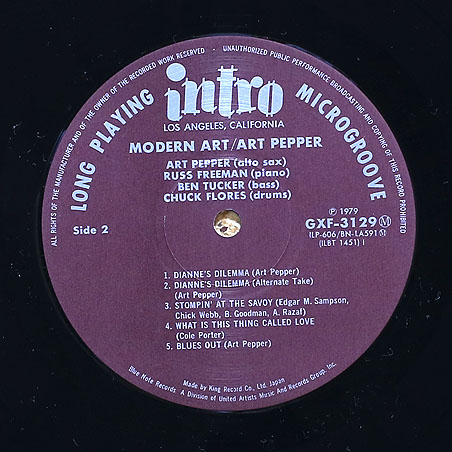 ALL RIGHTS OF THE MANUFACTURER AND OF THE OWNER OF THE RECORDED WORK RESERVED · UNAUTHORIZED PUBLIC PERFORMANCE BROADCASTING AND COPYING OF THIS RECORD PROHIBITED
LONG PLAYING
intro
MICROGROOVE
LOS ANGELES, CALIFORNIA
MODERN ART/ART PEPPER
ART PEPPER (alto sax)
RUSS FREEMAN (piano)
BEN TUCKER (bass)
CHUCK FLORES (drums)
Side 2
Ⓟ 1979
GXF-3129 Ⓜ
ILP-606/BN-LA591
(ILBT 1451)
1. DIANNE'S DILEMMA (Art Pepper)
2. DIANNE'S DILEMMA (Alternate Take)
(Art Pepper)
3. STOMPIN' AT THE SAVOY (Edgar M. Sampson,
Chick Webb, B. Goodman, A. Razaf)
4. WHAT IS THIS THING CALLED LOVE
(Cole Porter)
5. BLUES OUT (Art Pepper)
Made by King Record Co., Ltd. Japan
Blue Note Records A Division of United Artists Music And Records Group, Inc.